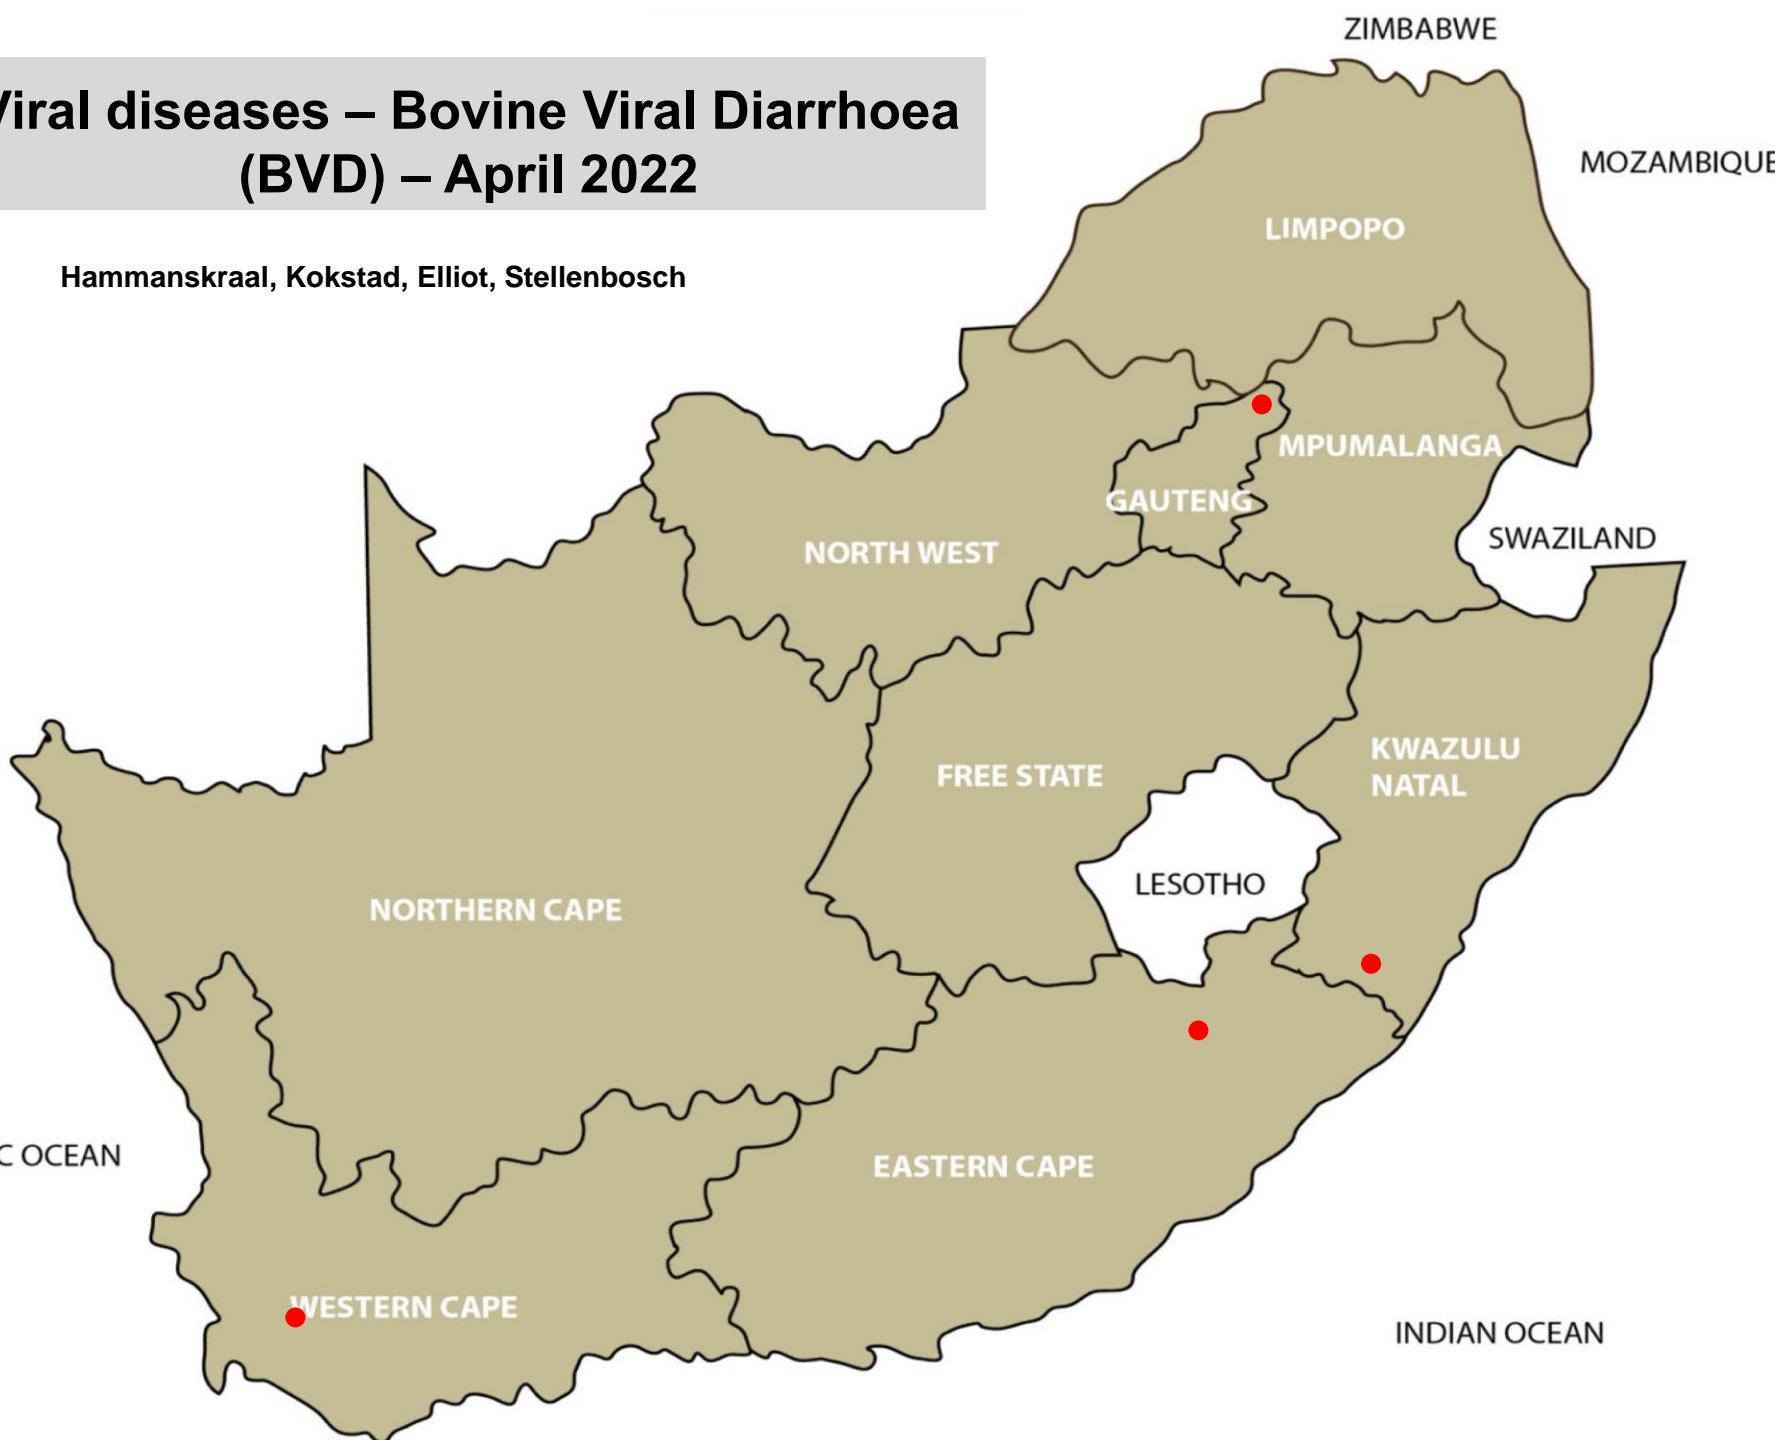 Viral diseases – Bovine Viral Diarrhoea
(BVD) – April 2022
Hammanskraal, Kokstad, Elliot, Stellenbosch
ZIMBABWE
MOZAMBIQUE
LIMPOPO
MPUMALANGA
GAUTENG
SWAZILAND
NORTH WEST
KWAZULU
NATAL
FREE STATE
LESOTHO
NORTHERN CAPE
C OCEAN
EASTERN CAPE
WESTERN CAPE
INDIAN OCEAN